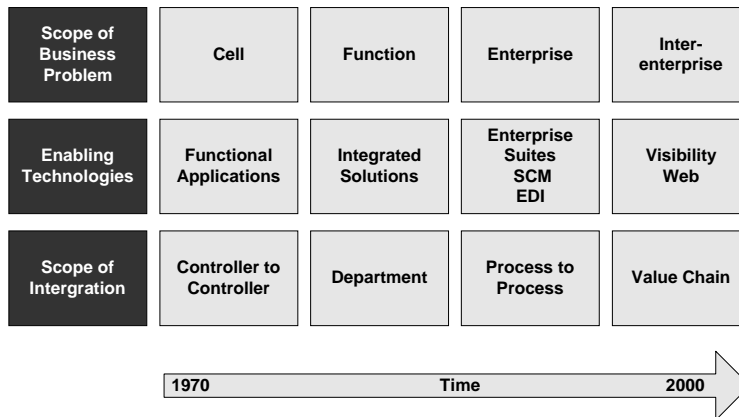 Scope of
Business
Problem
Cell
Function
Enterprise
Inter-
enterprise
Enabling
Technologies
Functional
Applications
Integrated
Solutions
Enterprise
Suites
SCM
EDI
Visibility
Web
Scope of
Intergration
Controller to
Controller
Department
Process to
Process
Value Chain
1970 Time 2000